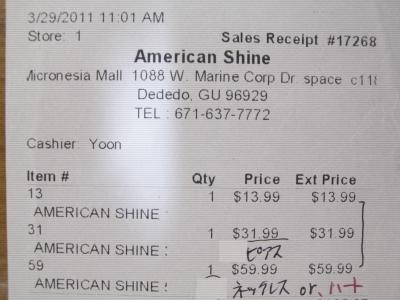 3/29/2011 11:01 AM
Store: 1 Sales Receipt #17268
American Shine
Micronesia Mall 1088 W. Marine Corp Dr. space c118
Dededo, GU 96929
TEL : 671-637-7772
Cashier: Yoon
Item # Qty Price Ext Price
13 1 $13.99 $13.99
AMERICAN SHINE
31 1 $31.99 $31.99
AMERICAN SHINE : ピアス
59 1 $59.99 $59.99
AMERICAN SHINE ネックレス or ハート